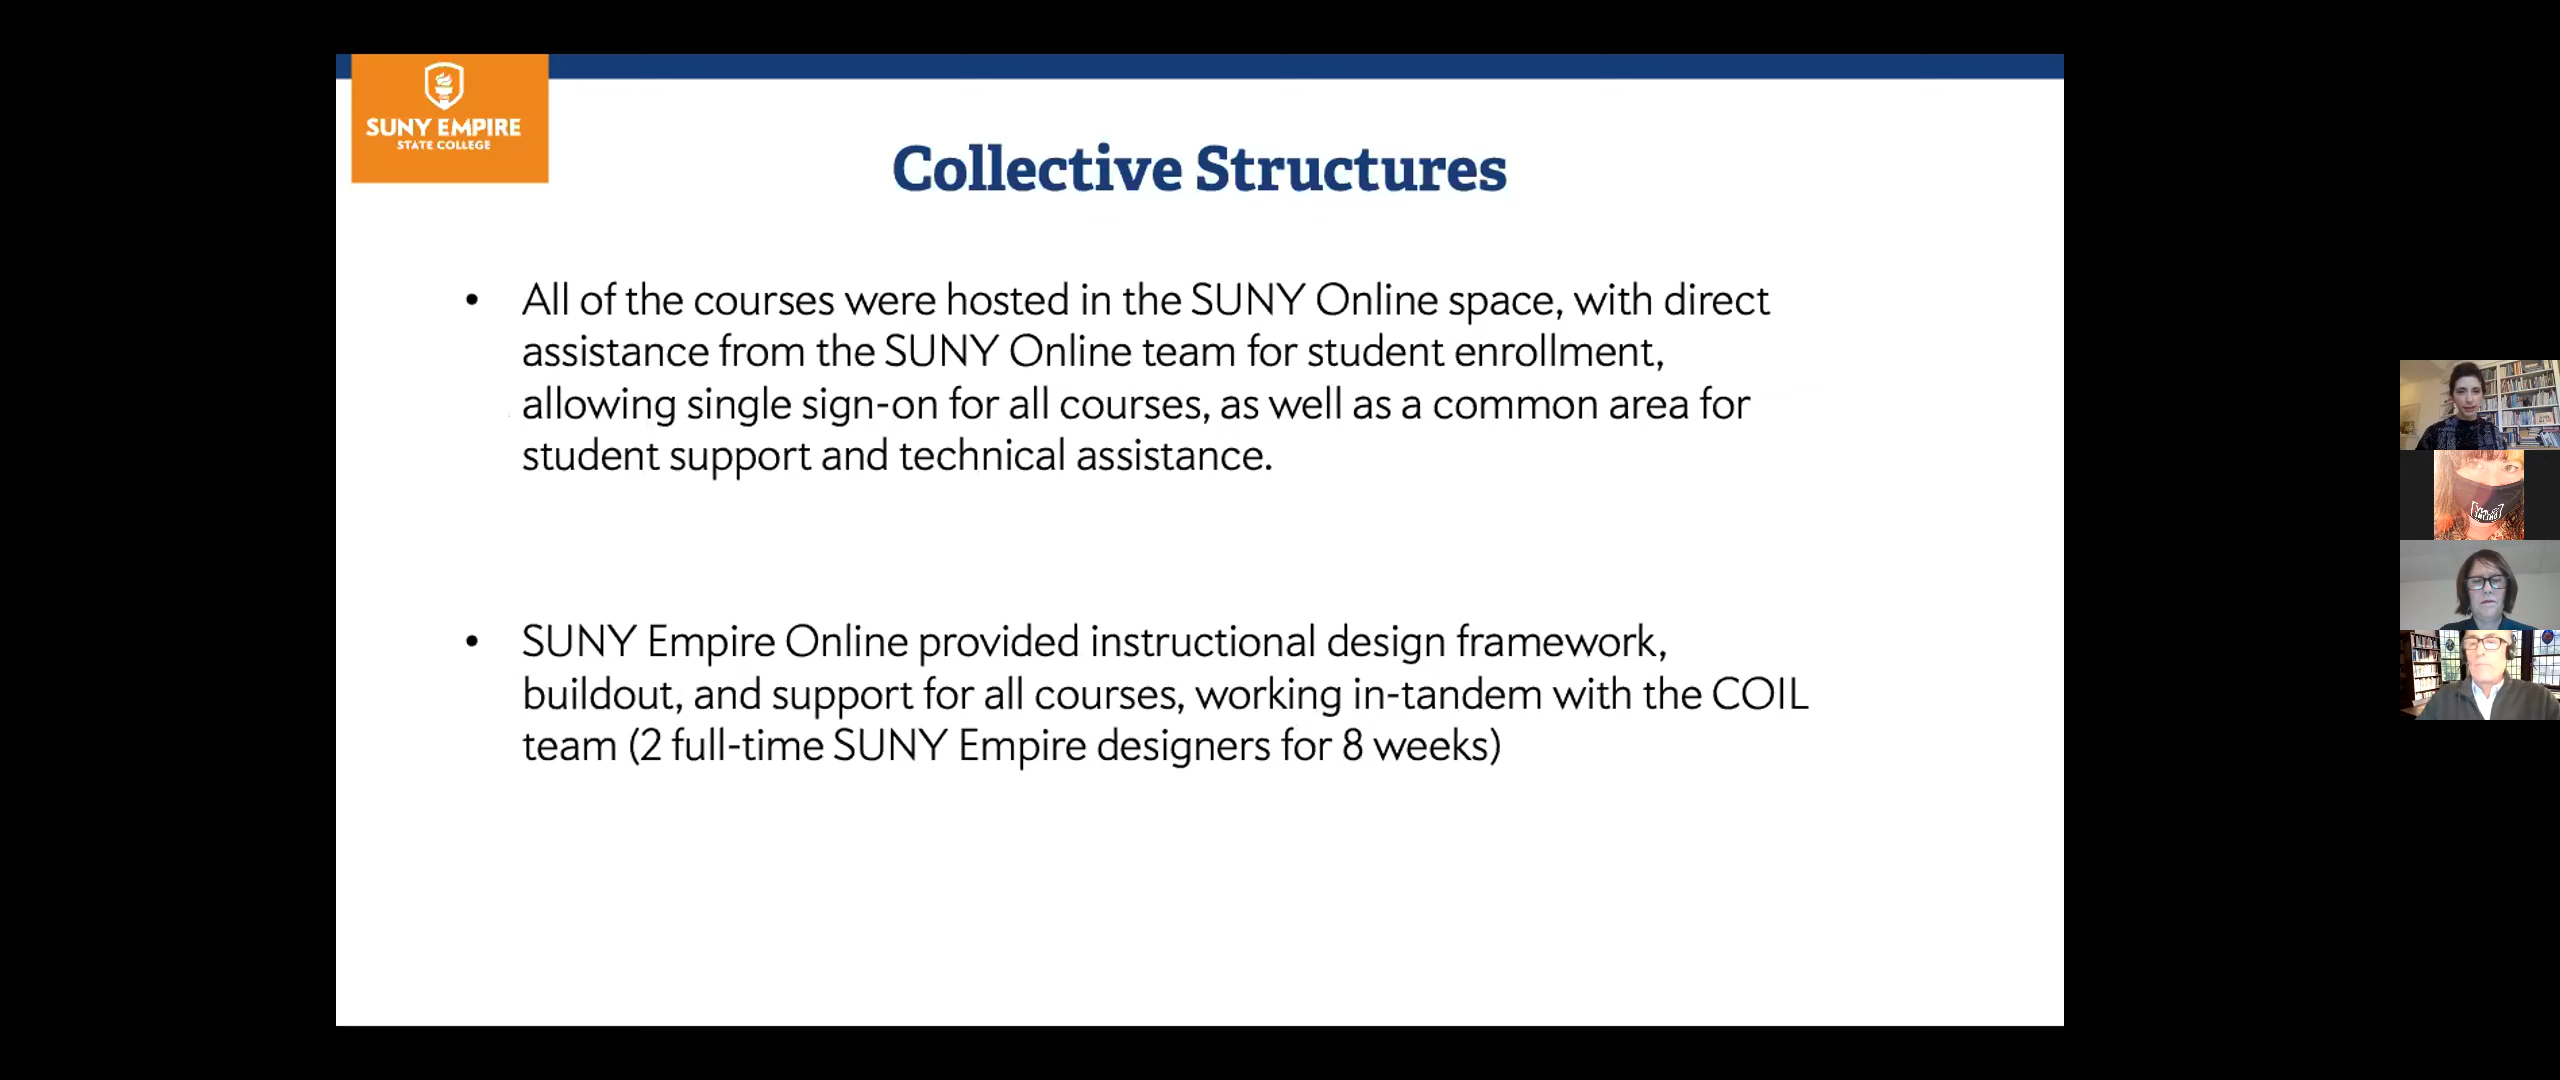 SUNY EMPIRE
STATE COLLEGE
Collective Structures
• All of the courses were hosted in the SUNY Online space, with direct
assistance from the SUNY Online team for student enrollment,
allowing single sign-on for all courses, as well as a common area for
student support and technical assistance.
• SUNY Empire Online provided instructional design framework,
buildout, and support for all courses, working in-tandem with the COIL
team (2 full-time SUNY Empire designers for 8 weeks)